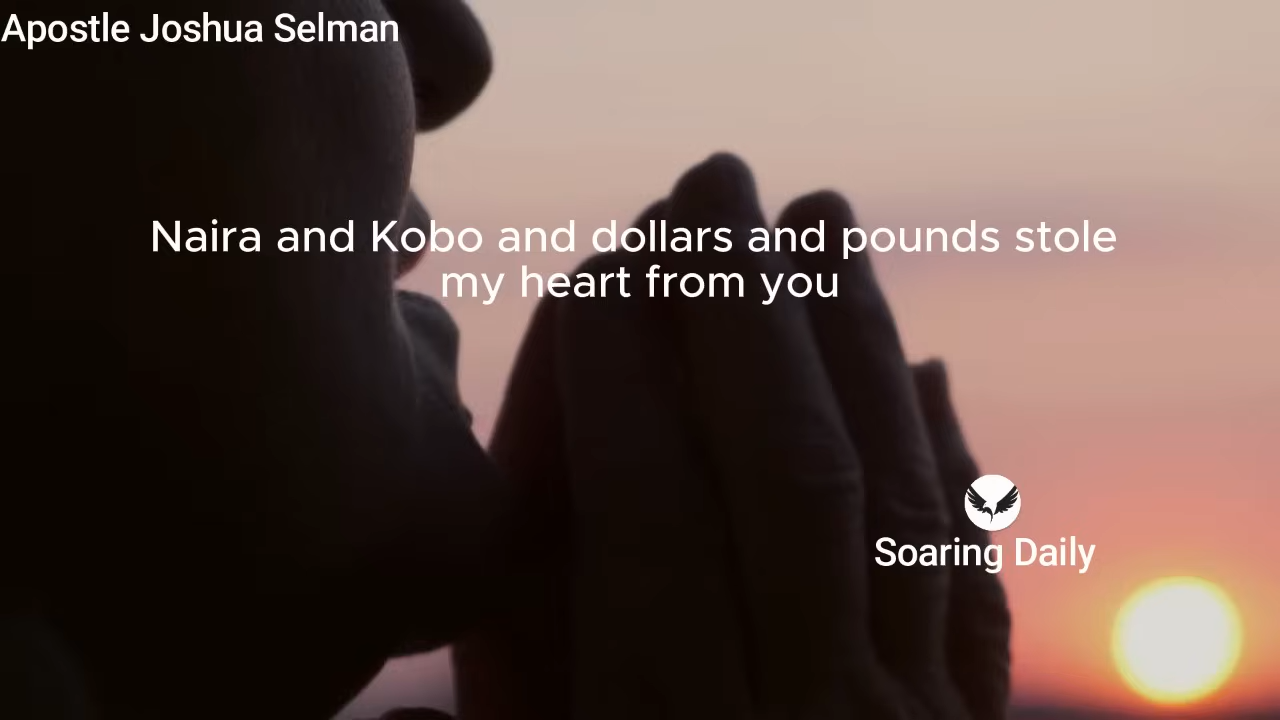 Apostle Joshua Selman
Naira and Kobo and dollars and pounds stole
my heart from you
Soaring Daily